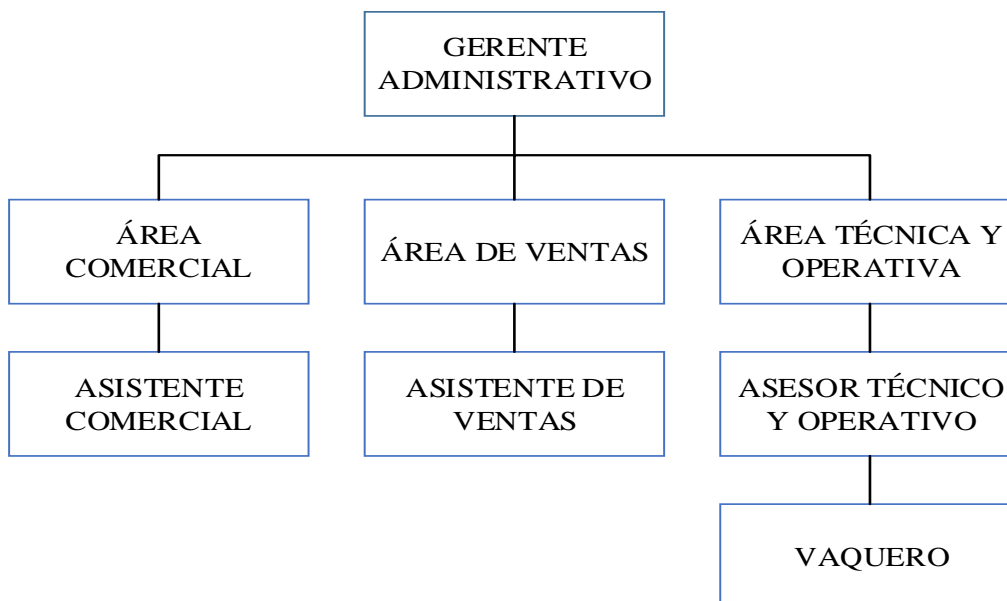 GERENTE
ADMINISTRATIVO
ÁREA
COMERCIAL
ÁREA DE VENTAS
ÁREA TÉCNICA Y
OPERATIVA
ASISTENTE
COMERCIAL
ASISTENTE DE
VENTAS
ASESOR TÉCNICO
Y OPERATIVO
VAQUERO